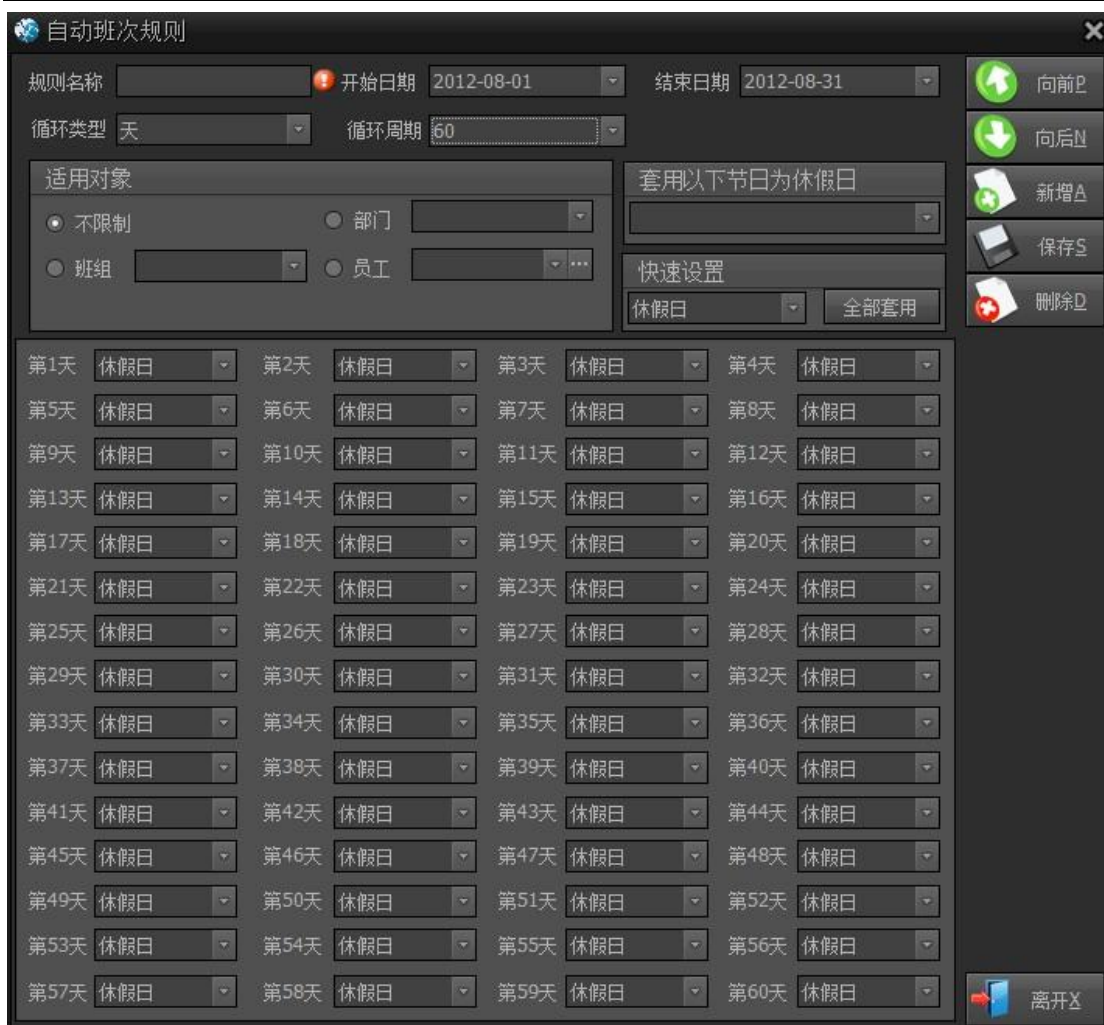 自动班次规则
规则名称 开始日期 2012-08-01 结束日期 2012-08-31
循环类型 天 循环周期 60
适用对象
不限制 部门
班组 员工
套用以下节日为休假日
快速设置
休假日 全部套用
向前P
向后N
新增A
保存S
删除D
第1天 休假日 第2天 休假日 第3天 休假日 第4天 休假日
第5天 休假日 第6天 休假日 第7天 休假日 第8天 休假日
第9天 休假日 第10天 休假日 第11天 休假日 第12天 休假日
第13天 休假日 第14天 休假日 第15天 休假日 第16天 休假日
第17天 休假日 第18天 休假日 第19天 休假日 第20天 休假日
第21天 休假日 第22天 休假日 第23天 休假日 第24天 休假日
第25天 休假日 第26天 休假日 第27天 休假日 第28天 休假日
第29天 休假日 第30天 休假日 第31天 休假日 第32天 休假日
第33天 休假日 第34天 休假日 第35天 休假日 第36天 休假日
第37天 休假日 第38天 休假日 第39天 休假日 第40天 休假日
第41天 休假日 第42天 休假日 第43天 休假日 第44天 休假日
第45天 休假日 第46天 休假日 第47天 休假日 第48天 休假日
第49天 休假日 第50天 休假日 第51天 休假日 第52天 休假日
第53天 休假日 第54天 休假日 第55天 休假日 第56天 休假日
第57天 休假日 第58天 休假日 第59天 休假日 第60天 休假日
离开X